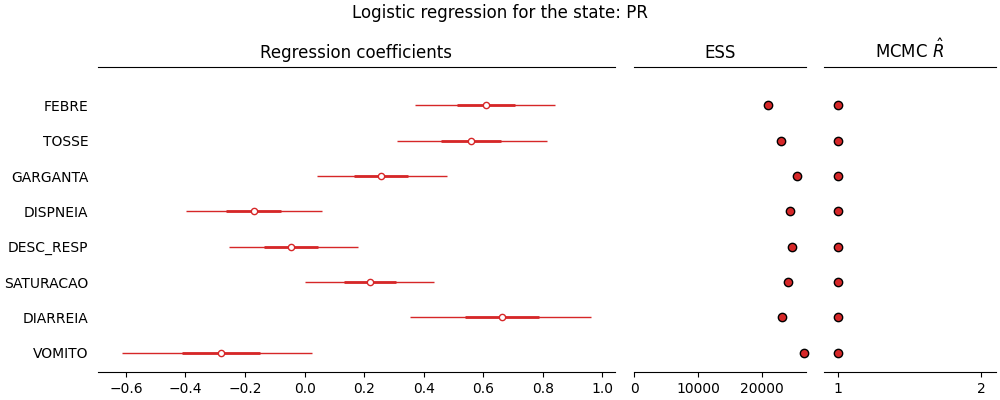 Logistic regression for the state: PR
Regression coefficients
ESS
MCMC R̂
FEBRE
TOSSE
GARGANTA
DISPNEIA
DESC_RESP
SATURACAO
DIARREIA
VOMITO
−0.6 −0.4 −0.2 0.0 0.2 0.4 0.6 0.8 1.0
0 10000 20000
1 2